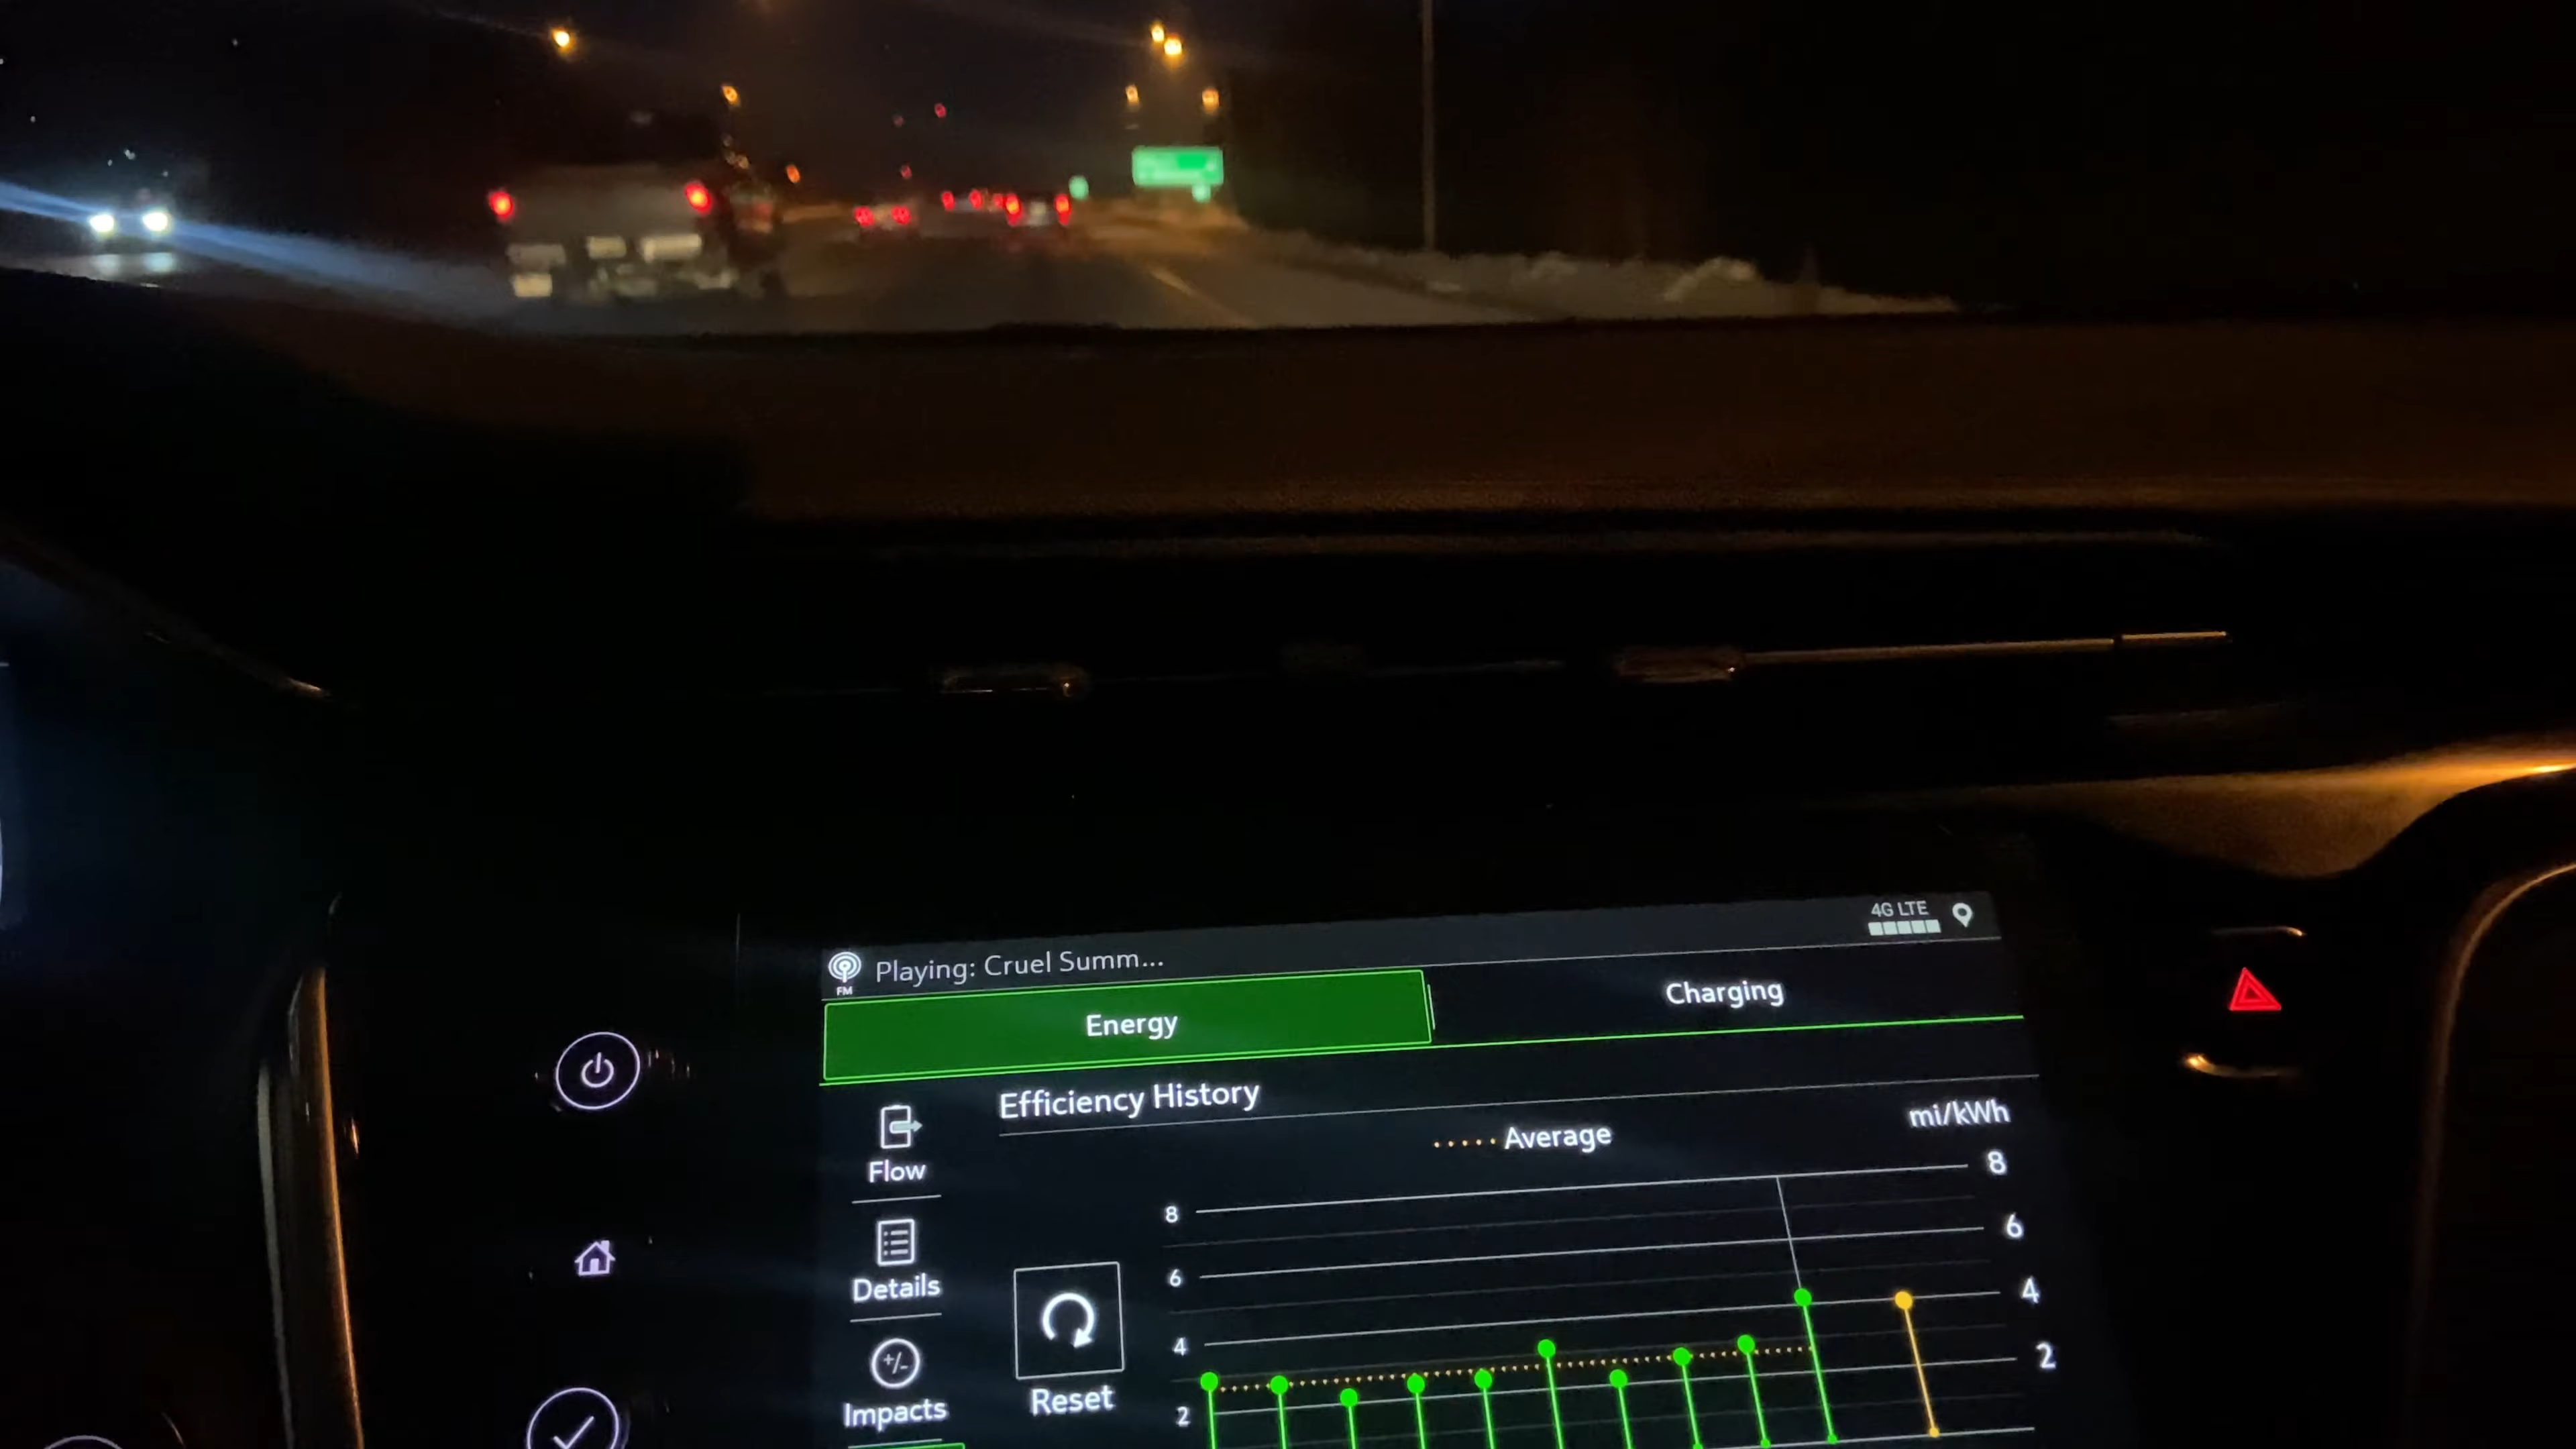 4G LTE
FM
Playing: Cruel Summ...
Energy
Charging
Efficiency History
mi/kWh
Average
Flow
Details
+/-
Impacts
Reset
8
6
4
2
8
6
4
2